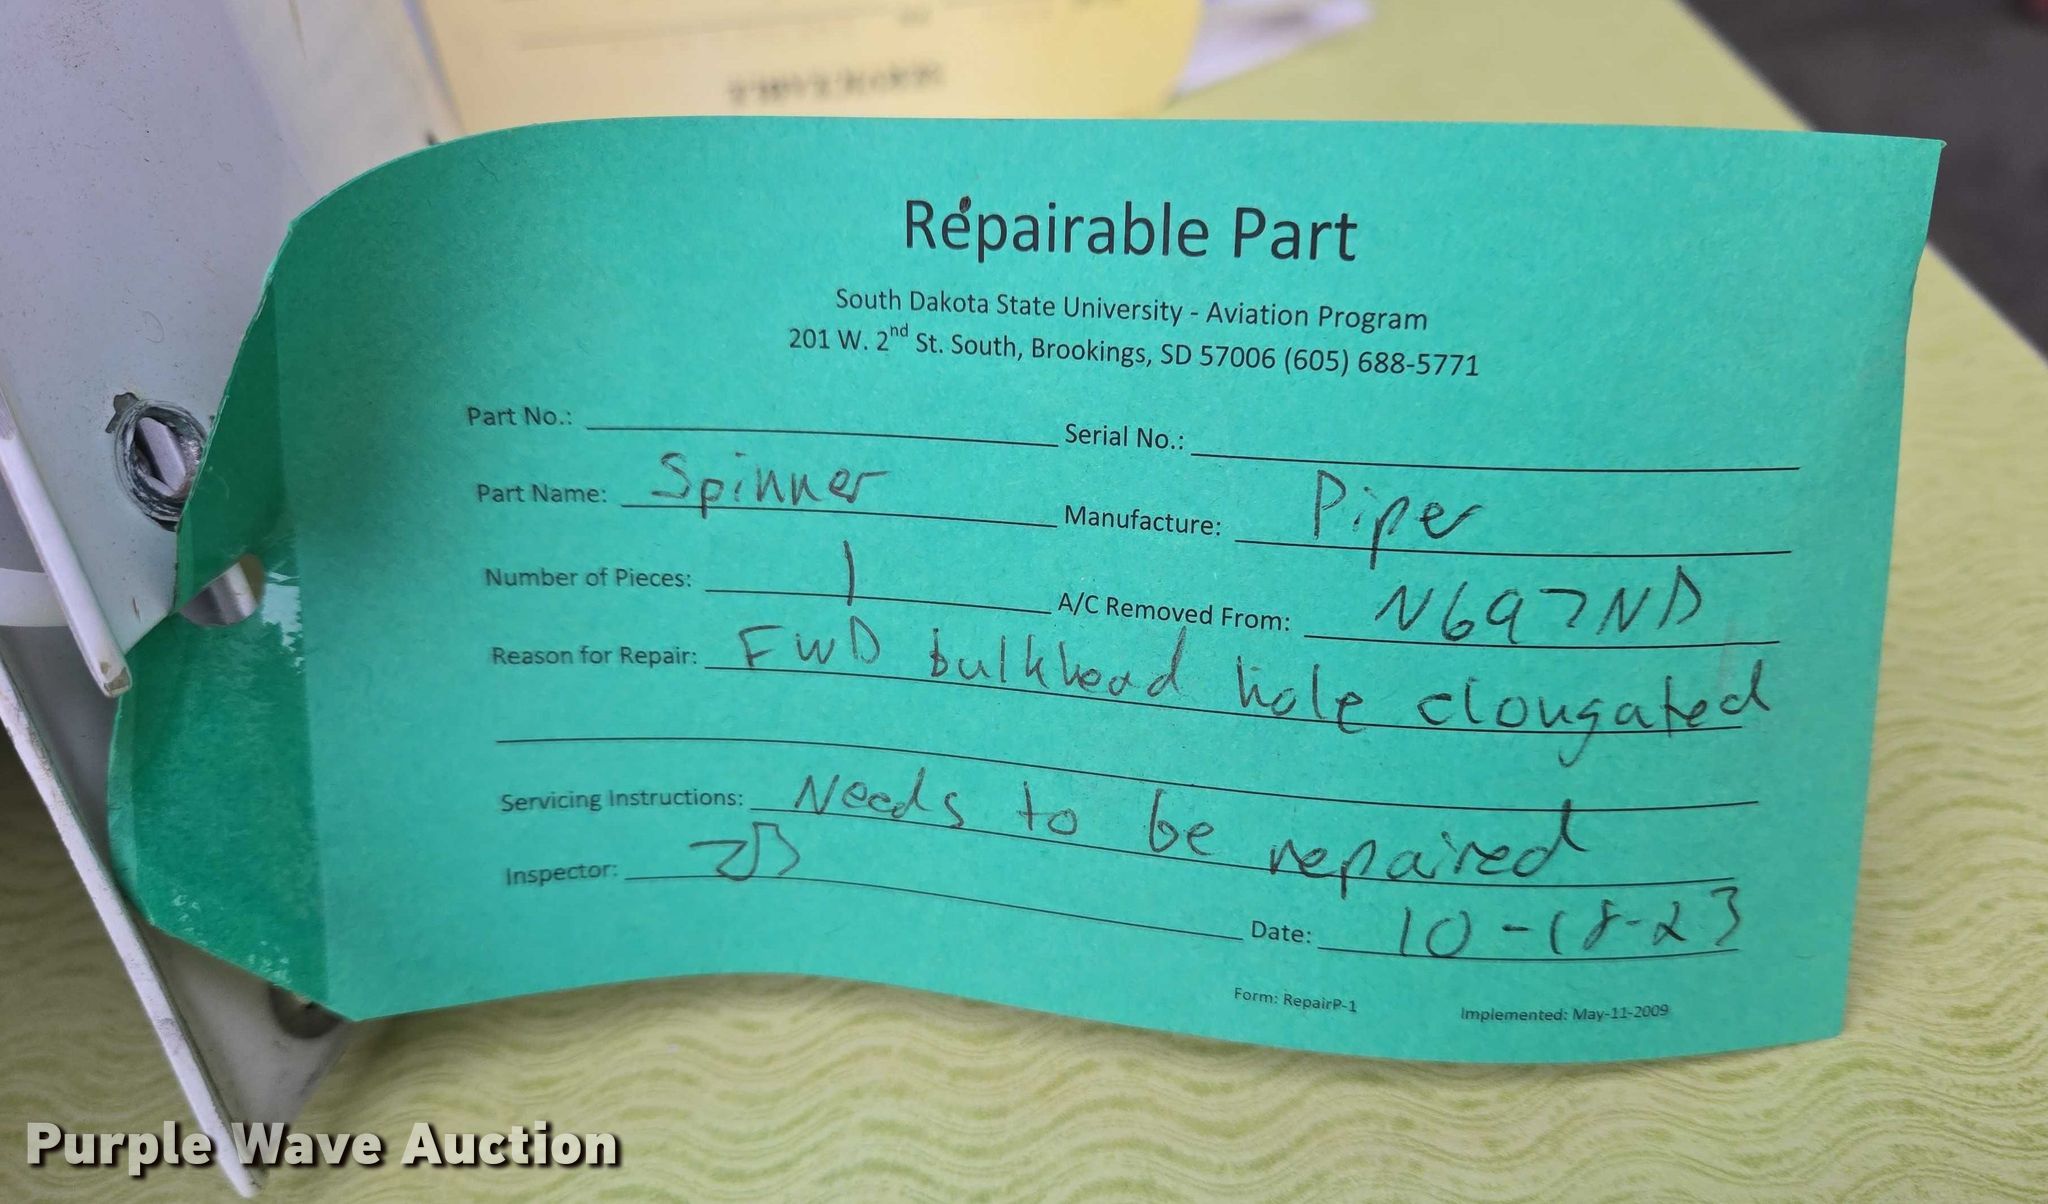 Repairable Part
South Dakota State University - Aviation Program
201 W. 2nd St. South, Brookings, SD 57006 (605) 688-5771
Part No.: Serial No.:
Part Name: Spinner Manufacture: Piper
Number of Pieces: 1 A/C Removed From: N697ND
Reason for Repair: FWD bulkhead hole elongated
Servicing Instructions: Needs to be repaired
Inspector:
Date: 10-18-23
Form: RepairP-1 Implemented: May-11-2009
Purple Wave Auction